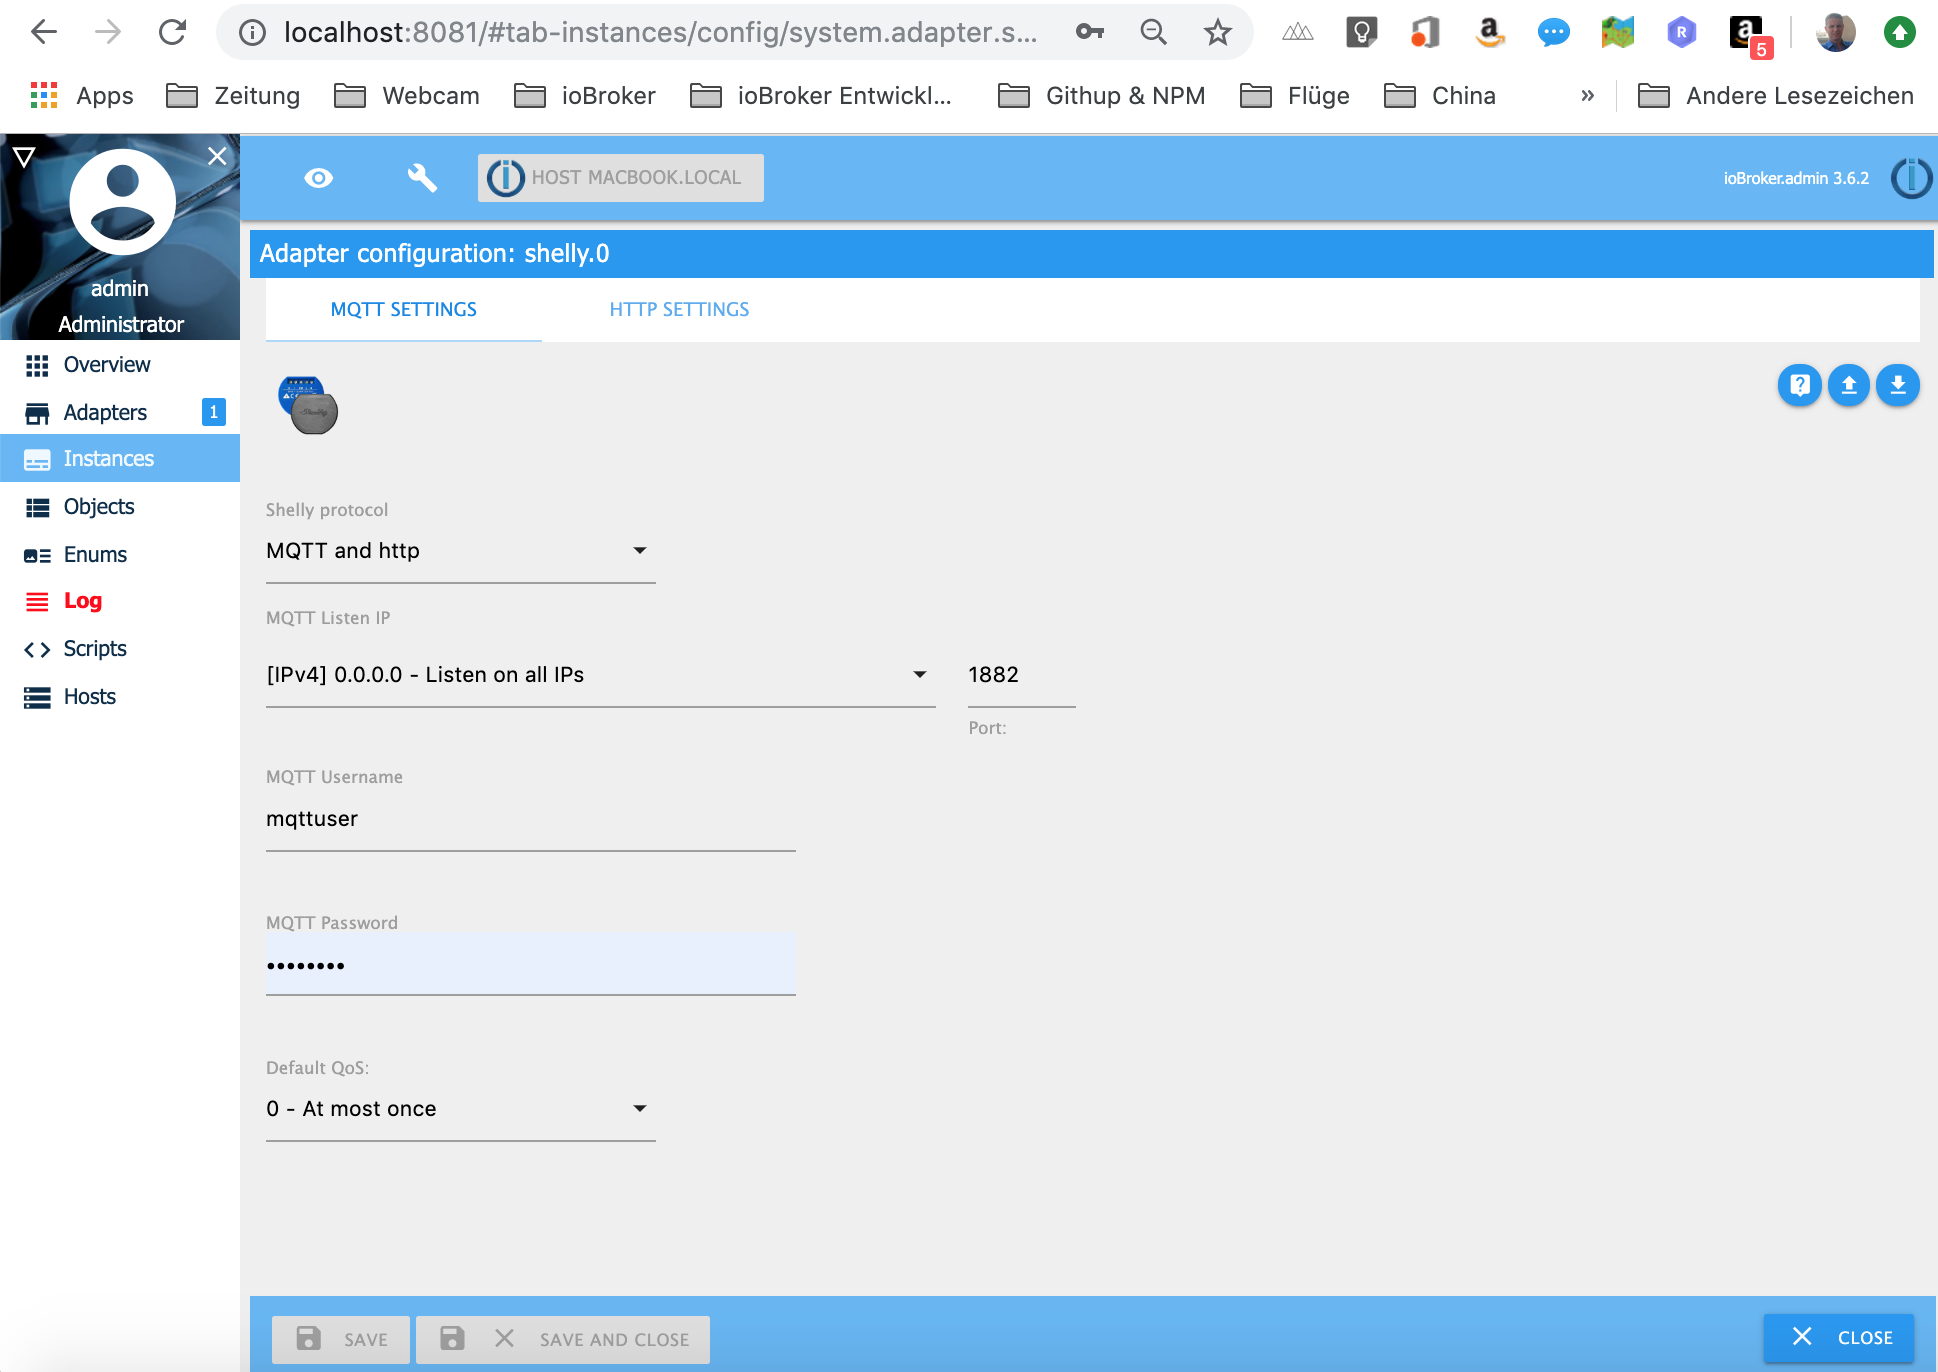 localhost:8081/#tab-instances/config/system.adapter.s...
5
Apps
Zeitung
Webcam
ioBroker
ioBroker Entwickl...
Githup & NPM
Flüge
China
»
Andere Lesezeichen
admin
Administrator
HOST MACBOOK.LOCAL
ioBroker.admin 3.6.2
Overview
Adapters 1
Instances
Objects
Enums
Log
Scripts
Hosts
Adapter configuration: shelly.0
MQTT SETTINGS
HTTP SETTINGS
Shelly protocol
MQTT and http
MQTT Listen IP
[IPv4] 0.0.0.0 - Listen on all IPs
1882
Port:
MQTT Username
mqttuser
MQTT Password
••••••••
Default QoS:
0 - At most once
SAVE
SAVE AND CLOSE
CLOSE